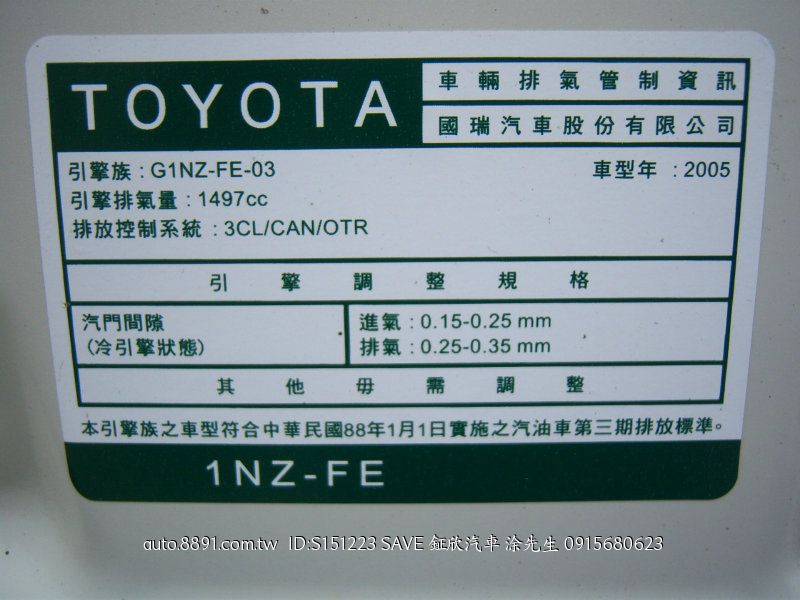 TOYOTA
車輛排氣管制資訊
國瑞汽車股份有限公司
引擎族:G1NZ-FE-03
車型年:2005
引擎排氣量:1497cc
排放控制系統:3CL/CAN/OTR
引擎調整規格
汽門間隙
(冷引擎狀態)
進氣:0.15-0.25 mm
排氣:0.25-0.35 mm
其他毋需調整
本引擎族之車型符合中華民國88年1月1日實施之汽油車第三期排放標準。
1NZ-FE
auto.8891.com.tw ID:S151223 SAVE 鉦欣汽車 涂先生 0915680623